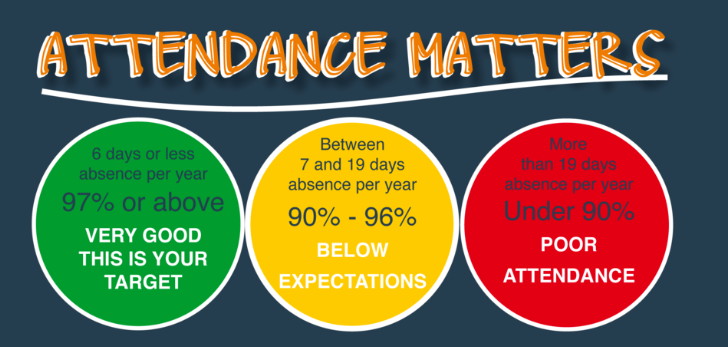 ATTENDANCE MATTERS
6 days or less
absence per year
97% or above
VERY GOOD
THIS IS YOUR
TARGET
Between
7 and 19 days
absence per year
90% - 96%
BELOW
EXPECTATIONS
More
than 19 days
absence per year
Under 90%
POOR
ATTENDANCE